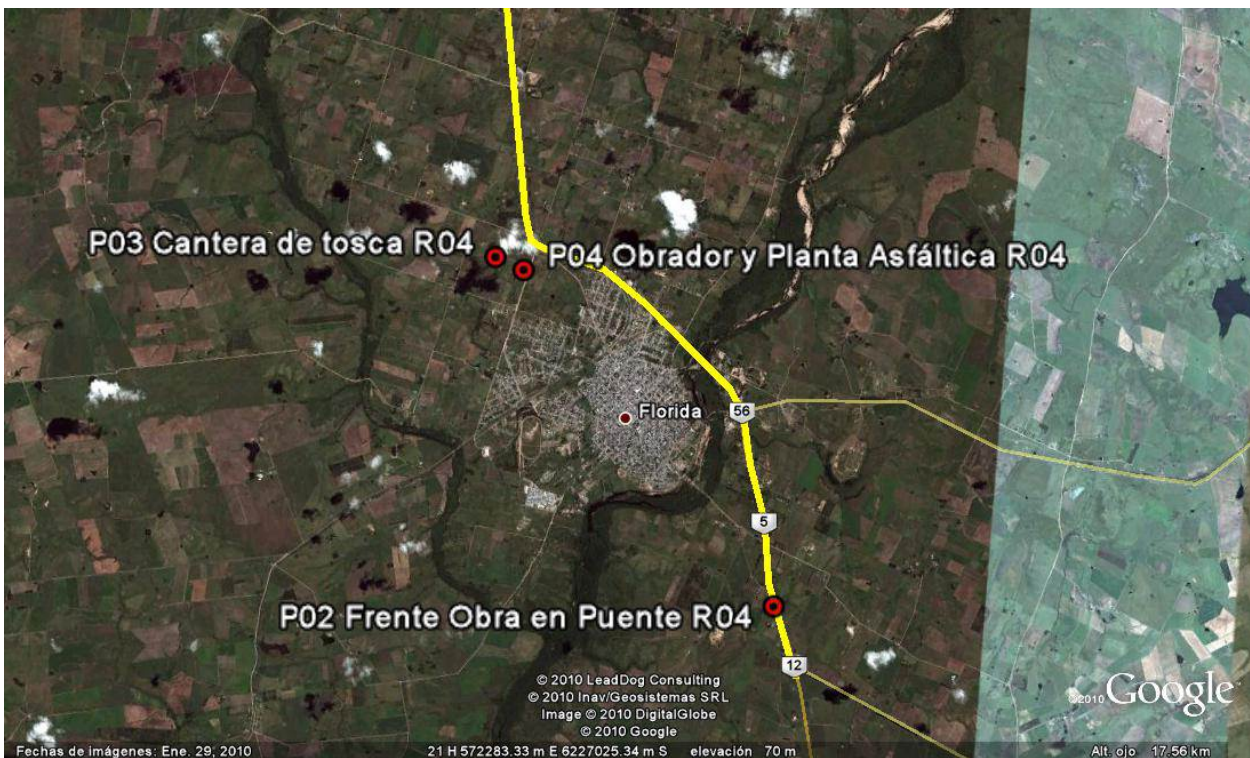 P03 Cantera de tosca R04
P04 Obrador y Planta Asfáltica R04
Florida
56
5
P02 Frente Obra en Puente R04
12
© 2010 LeadDog Consulting
© 2010 Inav/Geosistemas SRL
Image © 2010 DigitalGlobe
© 2010 Google
©2010 Google
Fechas de imágenes: Ene. 29, 2010
21 H 572283.33 m E 6227025.34 m S elevación 70 m
Alt. ojo 17.56 km